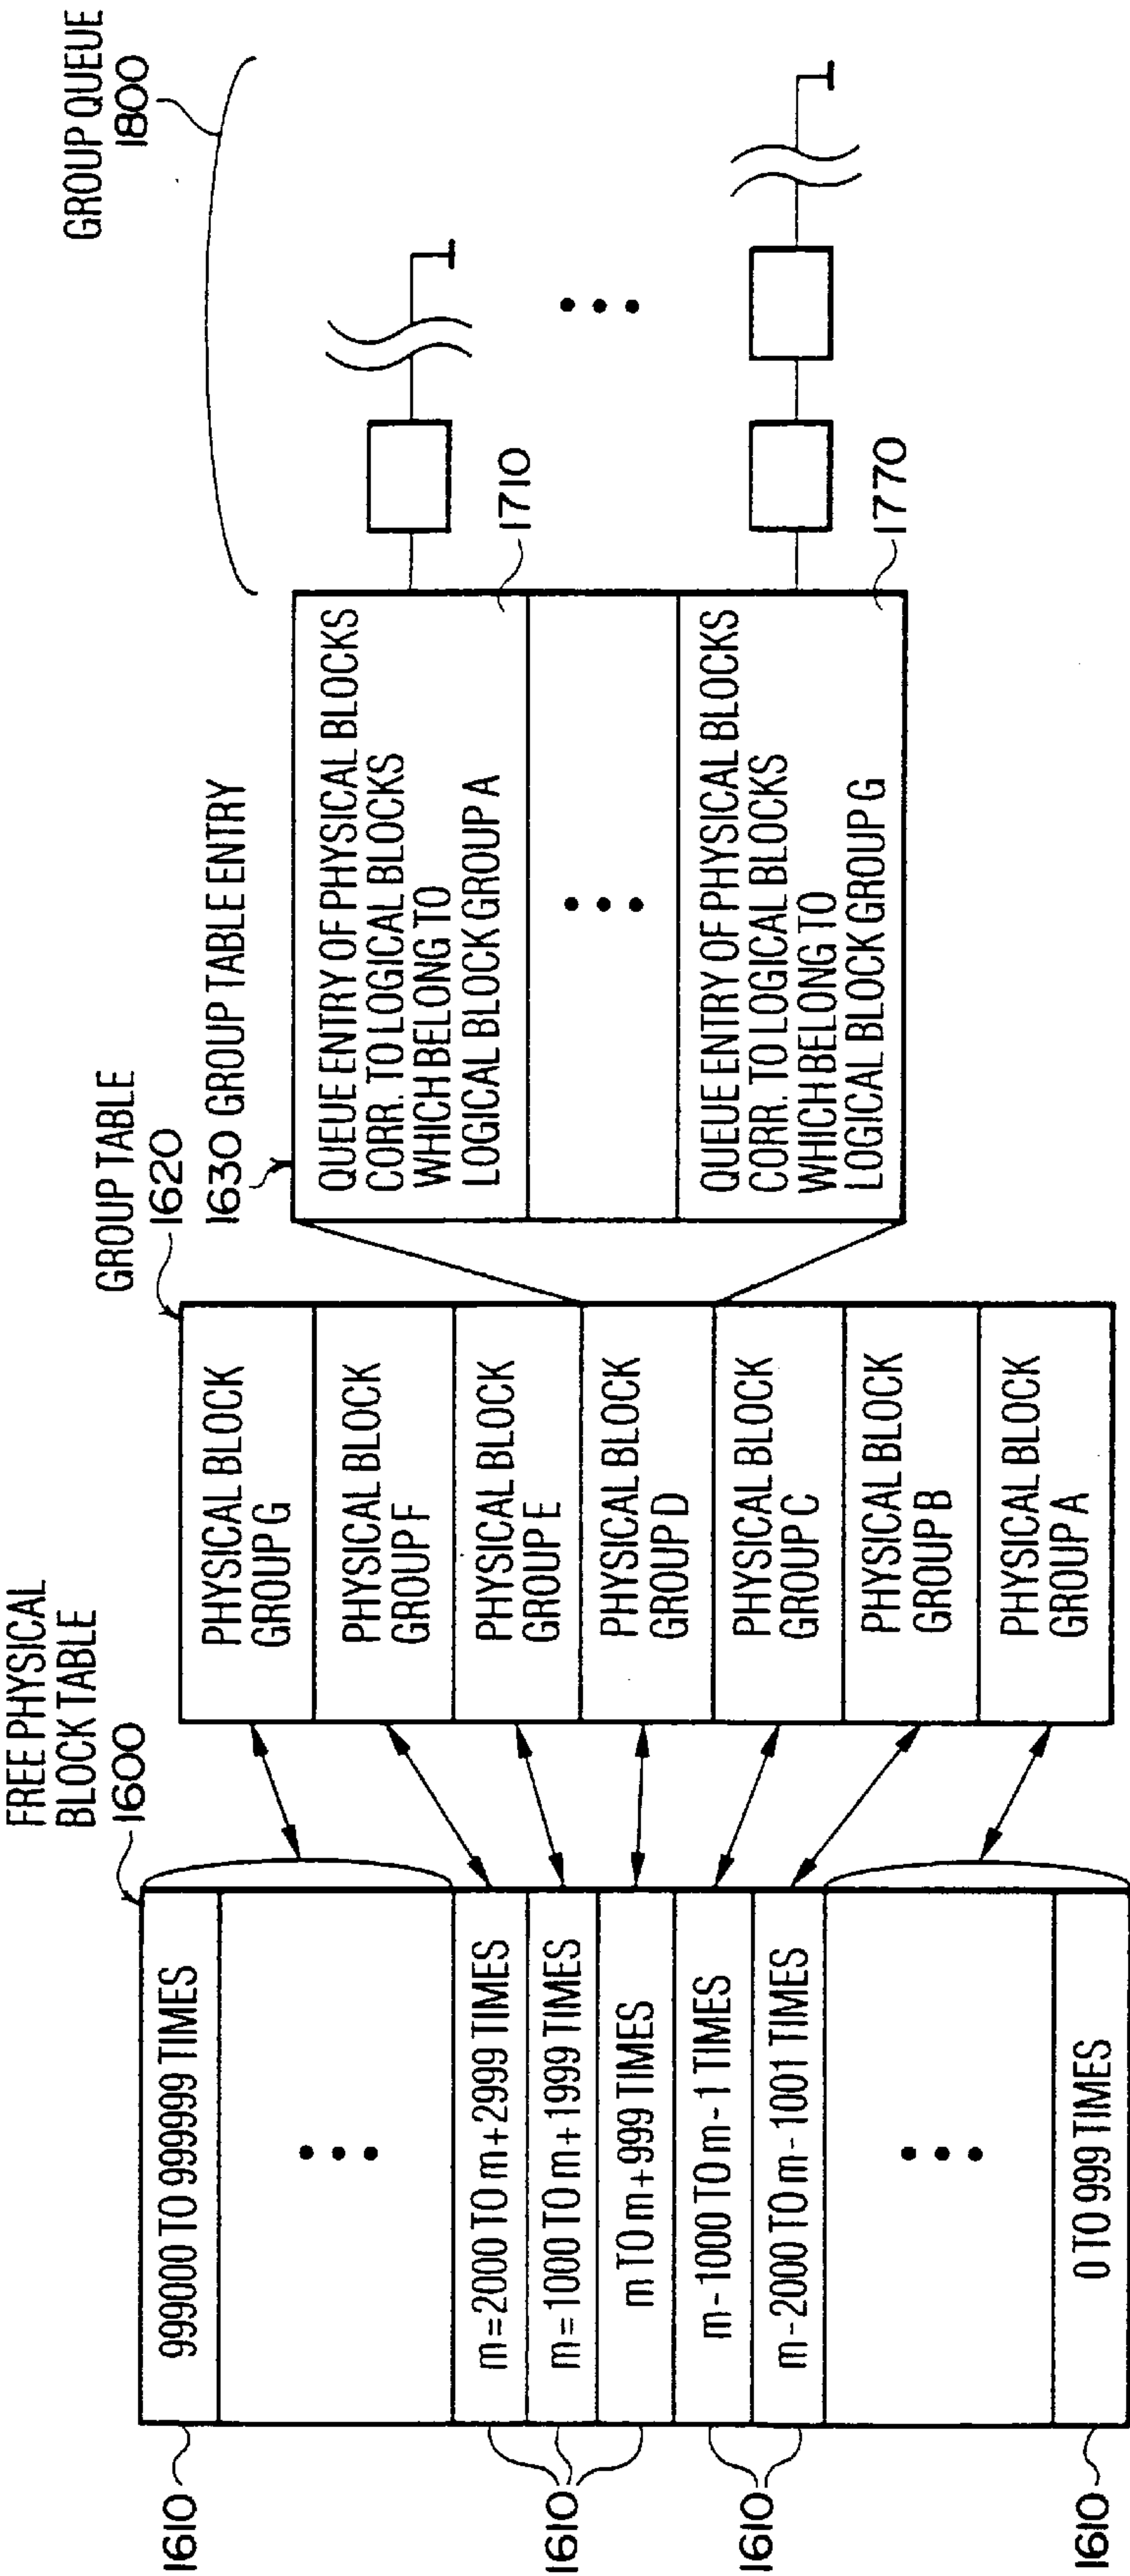 FREE PHYSICAL
BLOCK TABLE
1600
1610
999000 TO 999999 TIMES
m=2000 TO m+2999 TIMES
m=1000 TO m+1999 TIMES
m TO m+999 TIMES
1610
m-1000 TO m-1 TIMES
m-2000 TO m-1001 TIMES
1610
0 TO 999 TIMES
1610
GROUP TABLE
1620
PHYSICAL BLOCK
GROUP G
PHYSICAL BLOCK
GROUP F
PHYSICAL BLOCK
GROUP E
PHYSICAL BLOCK
GROUP D
PHYSICAL BLOCK
GROUP C
PHYSICAL BLOCK
GROUP B
PHYSICAL BLOCK
GROUP A
1630 GROUP TABLE ENTRY
QUEUE ENTRY OF PHYSICAL BLOCKS
CORR. TO LOGICAL BLOCKS
WHICH BELONG TO
LOGICAL BLOCK GROUP A
1710
QUEUE ENTRY OF PHYSICAL BLOCKS
CORR. TO LOGICAL BLOCKS
WHICH BELONG TO
LOGICAL BLOCK GROUP G
1770
GROUP QUEUE
1800